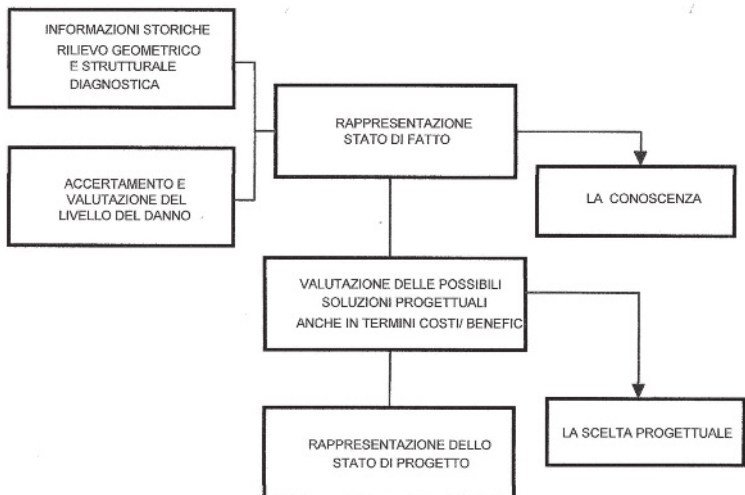 INFORMAZIONI STORICHE
RILIEVO GEOMETRICO
E STRUTTURALE
DIAGNOSTICA
ACCERTAMENTO E
VALUTAZIONE DEL
LIVELLO DEL DANNO
RAPPRESENTAZIONE
STATO DI FATTO
LA CONOSCENZA
VALUTAZIONE DELLE POSSIBILI
SOLUZIONI PROGETTUALI
ANCHE IN TERMINI COSTI/ BENEFIC
LA SCELTA PROGETTUALE
RAPPRESENTAZIONE DELLO
STATO DI PROGETTO